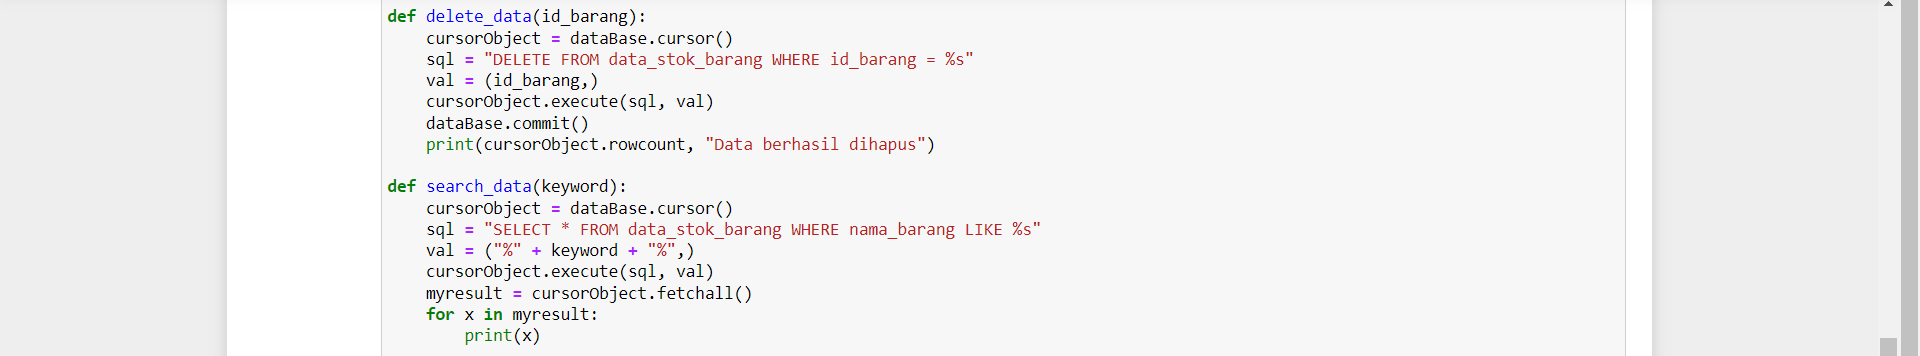 def delete_data(id_barang):
    cursorObject = dataBase.cursor()
    sql = "DELETE FROM data_stok_barang WHERE id_barang = %s"
    val = (id_barang,)
    cursorObject.execute(sql, val)
    dataBase.commit()
    print(cursorObject.rowcount, "Data berhasil dihapus")
def search_data(keyword):
    cursorObject = dataBase.cursor()
    sql = "SELECT * FROM data_stok_barang WHERE nama_barang LIKE %s"
    val = ("%" + keyword + "%",)
    cursorObject.execute(sql, val)
    myresult = cursorObject.fetchall()
    for x in myresult:
        print(x)